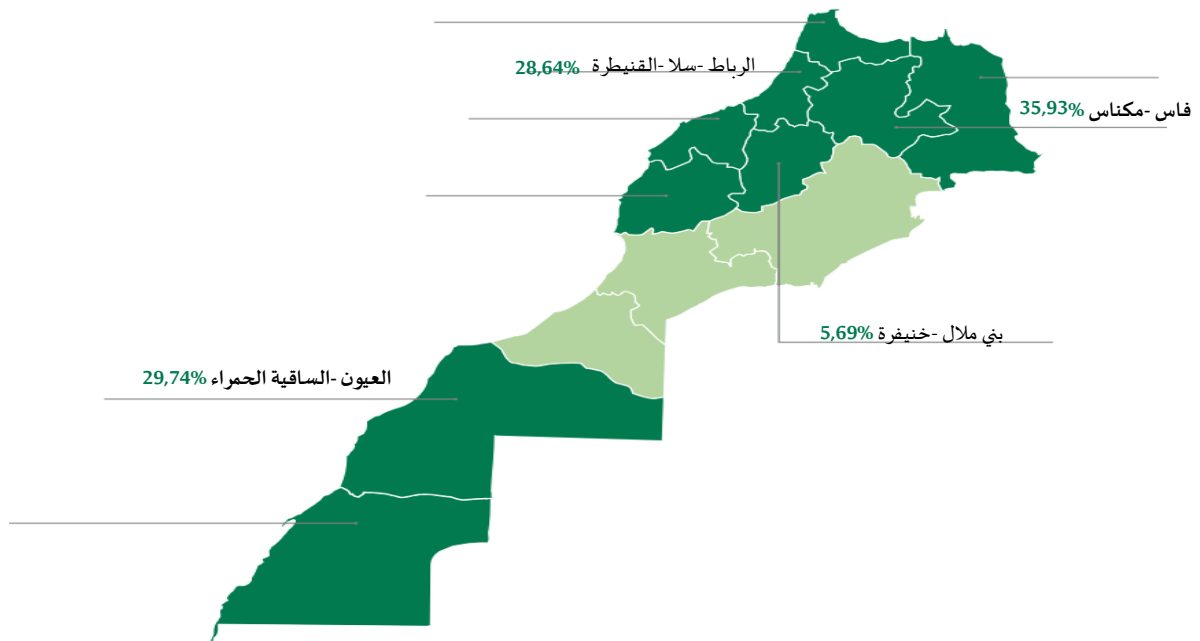 الرباط -سلا -القنيطرة 28,64%
فاس -مكناس 35,93%
بني ملال -خنيفرة 5,69%
العيون -الساقية الحمراء 29,74%